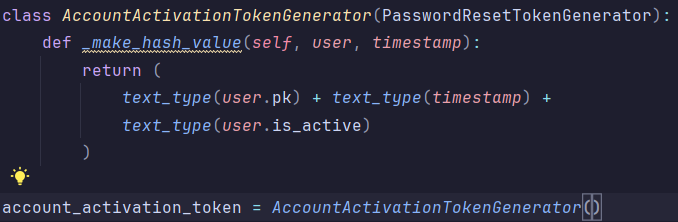 class AccountActivationTokenGenerator(PasswordResetTokenGenerator):
    def _make_hash_value(self, user, timestamp):
        return (
            text_type(user.pk) + text_type(timestamp) +
            text_type(user.is_active)
        )
account_activation_token = AccountActivationTokenGenerator()